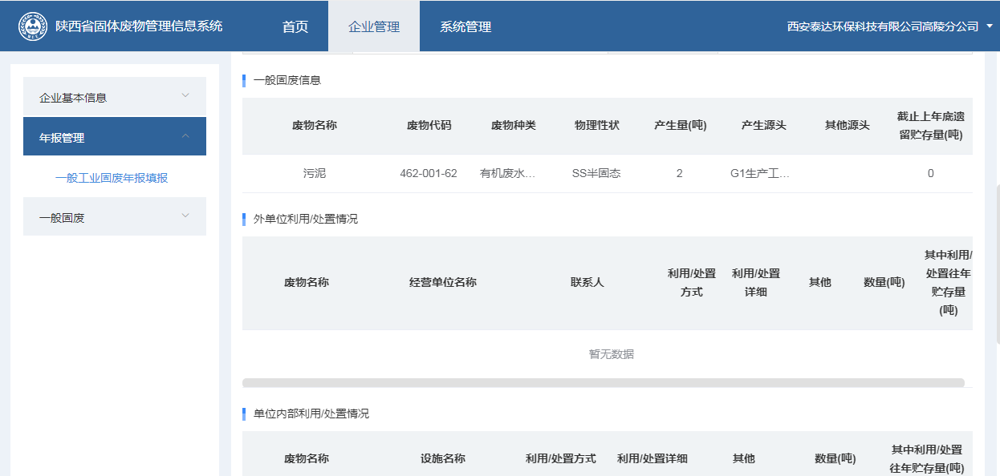 陕西省固体废物管理信息系统
首页
企业管理
系统管理
西安泰达环保科技有限公司高陵分公司
企业基本信息
年报管理
一般工业固废年报填报
一般固废
一般固废信息
废物名称 废物代码 废物种类 物理性状 产生量(吨) 产生源头 其他源头 截止上年底遗
留贮存量(吨)
污泥 462-001-62 有机废水... SS半固态 2 G1生产工... 0
外单位利用/处置情况
废物名称 经营单位名称 联系人 利用/处置
方式 利用/处置
详细 其他 数量(吨) 其中利用/
处置往年
贮存量
(吨)
暂无数据
单位内部利用/处置情况
废物名称 设施名称 利用/处置方式 利用/处置详细 其他 数量(吨) 其中利用/处置
往年贮存量(吨)